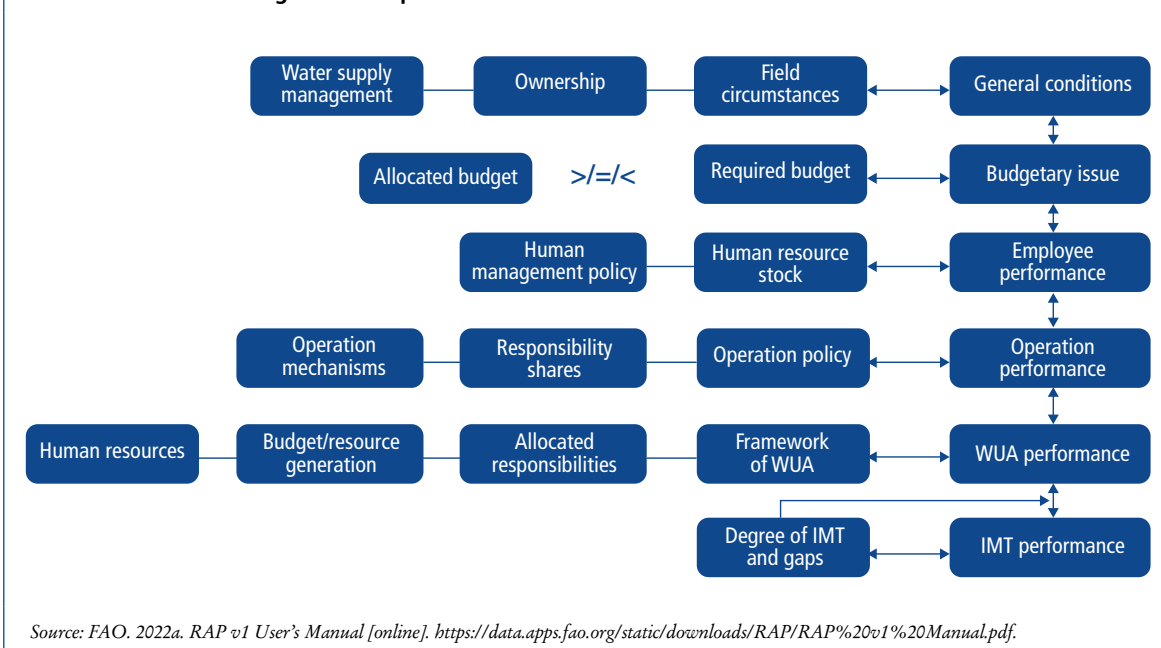 Water supply
management
Ownership
Field
circumstances
General conditions
Allocated budget
>/=/<
Required budget
Budgetary issue
Human
management policy
Human resource
stock
Employee
performance
Operation
mechanisms
Responsibility
shares
Operation policy
Operation
performance
Human resources
Budget/resource
generation
Allocated
responsibilities
Framework
of WUA
WUA performance
Degree of IMT
and gaps
IMT performance
Source: FAO. 2022a. RAP v1 User's Manual [online]. https://data.apps.fao.org/static/downloads/RAP/RAP%20v1%20Manual.pdf.